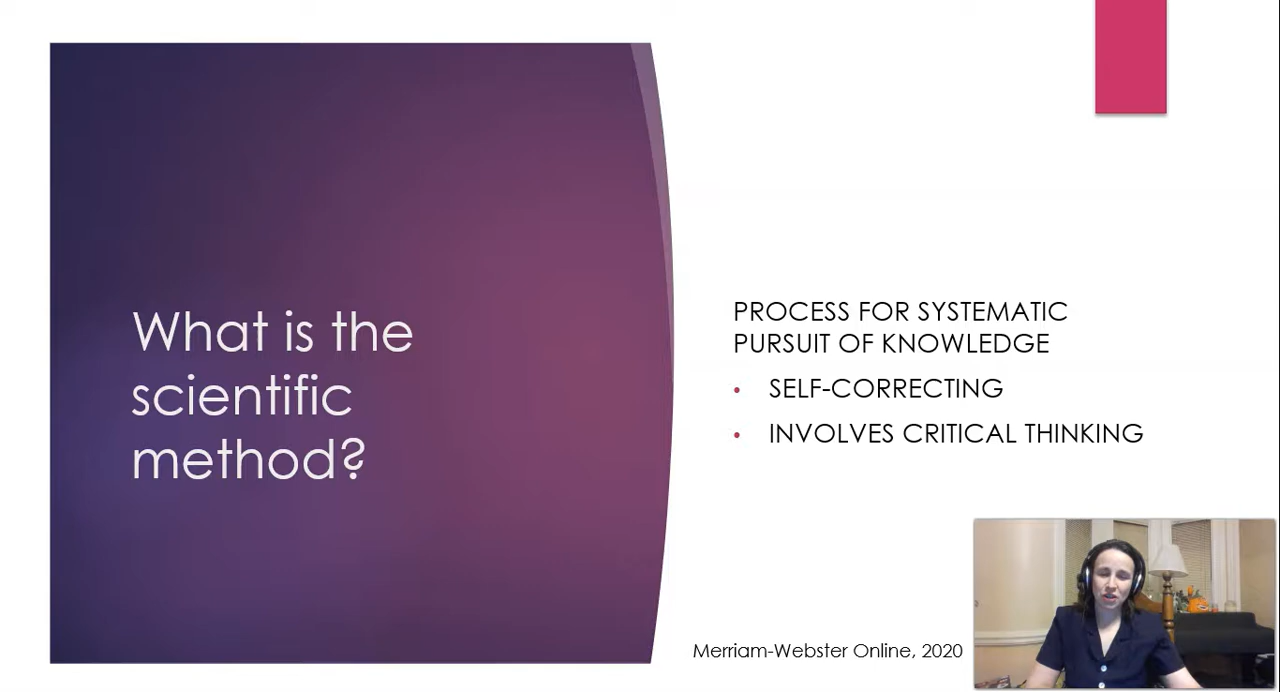 What is the
scientific
method?
PROCESS FOR SYSTEMATIC
PURSUIT OF KNOWLEDGE
• SELF-CORRECTING
• INVOLVES CRITICAL THINKING
Merriam-Webster Online, 2020